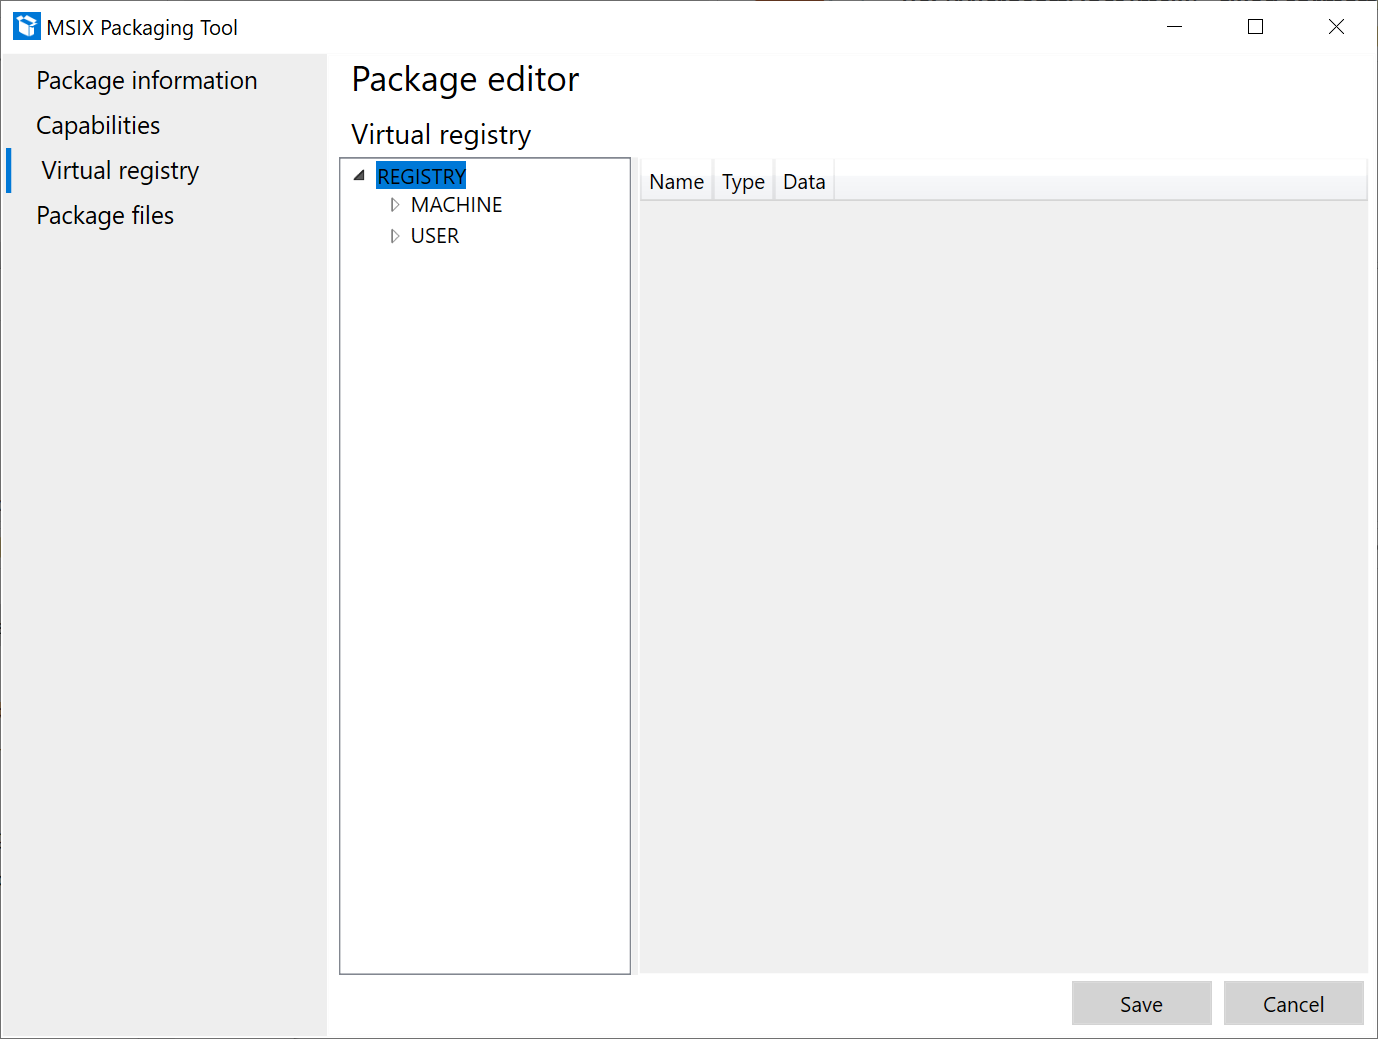 MSIX Packaging Tool
Package information
Capabilities
Virtual registry
Package files
Package editor
Virtual registry
REGISTRY
MACHINE
USER
Name Type Data
Save Cancel